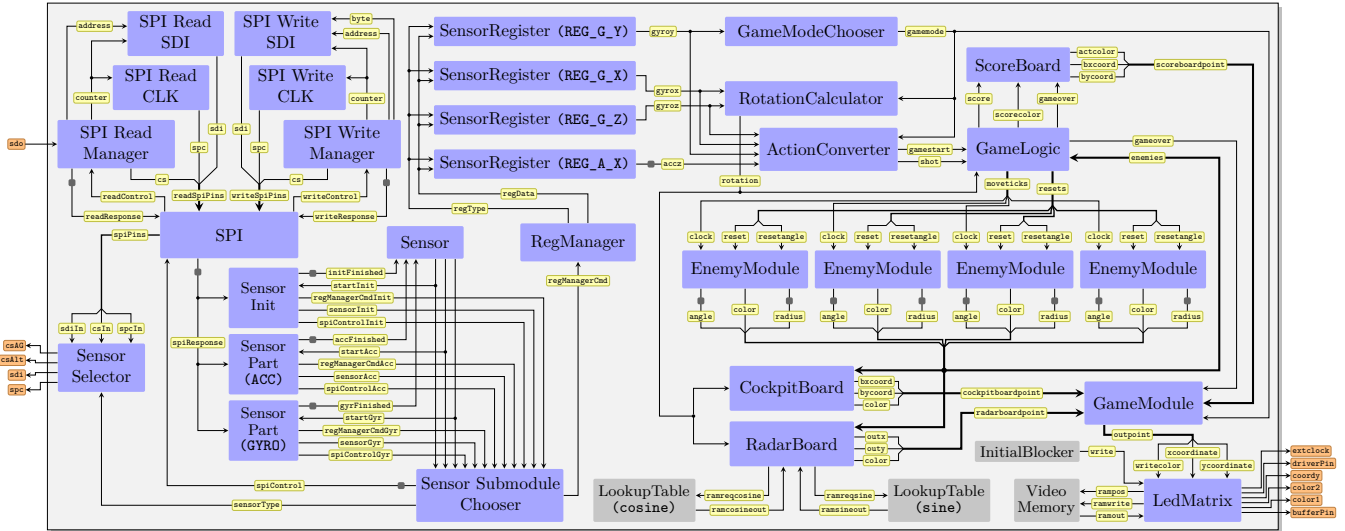 SPI Read
SDI
SPI Write
SDI
SPI Read
CLK
SPI Write
CLK
SPI Read
Manager
SPI Write
Manager
address
byte
address
counter
counter
sdi
spc
sdi
spc
sdo
cs
cs
readControl
readSpiPins
writeSpiPins
writeControl
readResponse
writeResponse
SPI
spiPins
sdiIn
csIn
spcIn
Sensor
Selector
csAG
csAlt
sdi
spc
spiResponse
Sensor
Init
Sensor
Part
(ACC)
Sensor
Part
(GYRO)
Sensor
initFinished
startInit
regManagerCmdInit
sensorInit
spiControlInit
accFinished
startAcc
regManagerCmdAcc
sensorAcc
spiControlAcc
gyrFinished
startGyr
regManagerCmdGyr
sensorGyr
spiControlGyr
spiControl
sensorType
Sensor Submodule
Chooser
SensorRegister (REG_G_Y)
SensorRegister (REG_G_X)
SensorRegister (REG_G_Z)
SensorRegister (REG_A_X)
regData
regType
RegManager
regManagerCmd
gyroy
gyrox
gyroz
accz
GameModeChooser
gamemode
RotationCalculator
ActionConverter
rotation
gamestart
shot
ScoreBoard
actcolor
bxcoord
bycoord
scoreboardpoint
score
scorecolor
gameover
GameLogic
gameover
enemies
moveticks
resets
clock
reset
resetangle
clock
reset
resetangle
clock
reset
resetangle
clock
reset
resetangle
EnemyModule
EnemyModule
EnemyModule
EnemyModule
angle
color
radius
angle
color
radius
angle
color
radius
angle
color
radius
CockpitBoard
bxcoord
bycoord
color
cockpitboardpoint
RadarBoard
outx
outy
color
radarboardpoint
GameModule
outpoint
LookupTable
(cosine)
ramreqcosine
ramcosineout
ramreqsine
ramsineout
LookupTable
(sine)
InitialBlocker
write
writecolor
xcoordinate
ycoordinate
Video
Memory
rampos
ramwrite
ramout
LedMatrix
extclock
driverPin
coordy
color2
color1
bufferPin